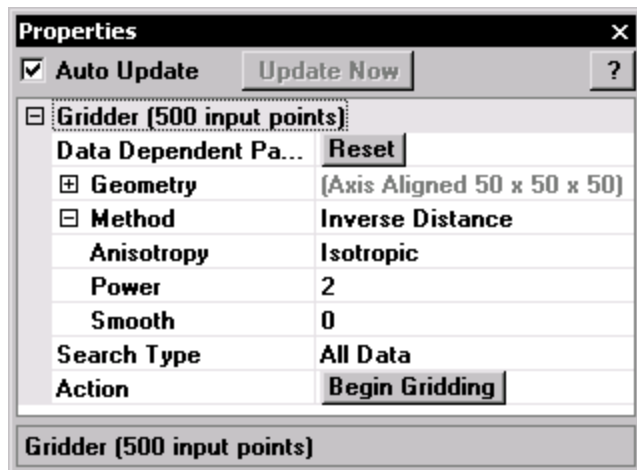 Properties
Auto Update Update Now ?
Gridder (500 input points)
Data Dependent Pa... Reset
Geometry (Axis Aligned 50 x 50 x 50)
Method Inverse Distance
Anisotropy Isotropic
Power 2
Smooth 0
Search Type All Data
Action Begin Gridding
Gridder (500 input points)